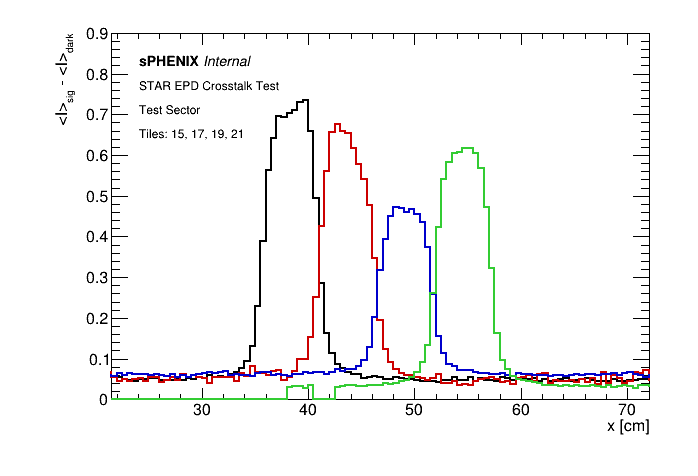 0.9
0.8
0.7
0.6
0.5
0.4
0.3
0.2
0.1
0
<I>sig - <I>dark
sPHENIX Internal
STAR EPD Crosstalk Test
Test Sector
Tiles: 15, 17, 19, 21
30 40 50 60 70
x [cm]